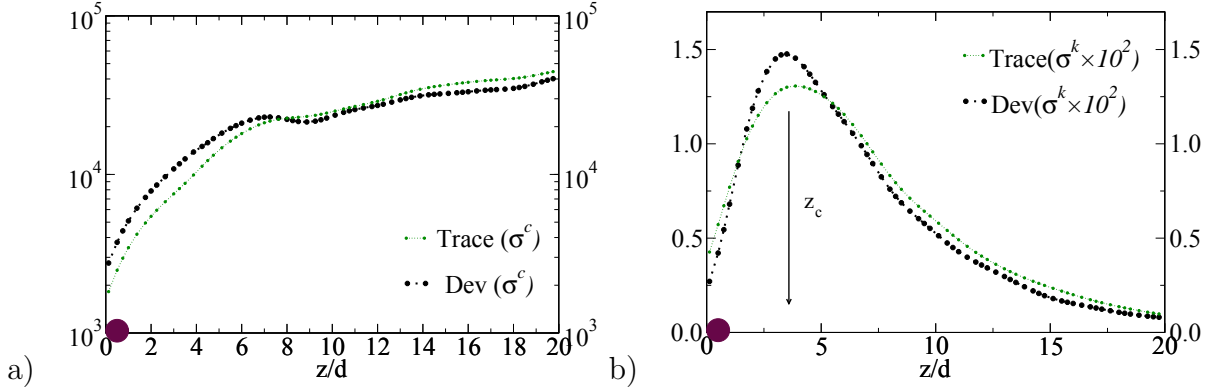 10^5
10^5
10^4
10^4
10^3
10^3
Trace (σ^c)
Dev (σ^c)
0 2 4 6 8 10 12 14 16 18 20
z/d
a)
1.5
1.5
1.0
1.0
0.5
0.5
0.0
0.0
Trace(σ^k×10^2)
Dev(σ^k×10^2)
z_c
0 5 10 15 20
z/d
b)